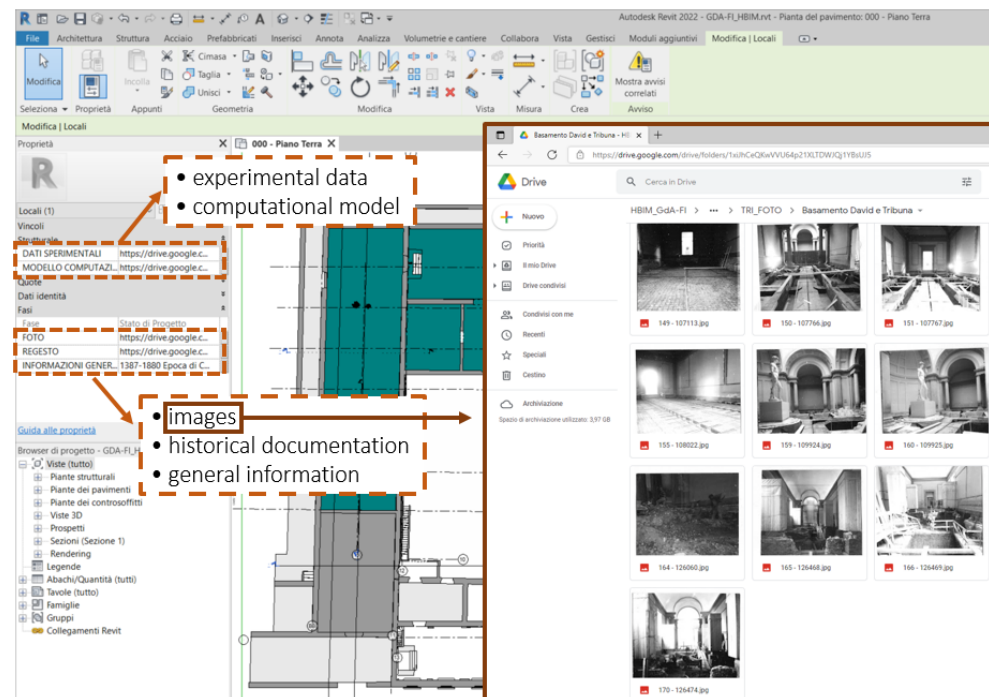 Autodesk Revit 2022 - GDA-FI_HBIM.rvt - Pianta del pavimento: 000 - Piano Terra
File Architettura Struttura Acciaio Prefabbricati Inserisci Annota Analizza Volumetrie e cantiere Collabora Vista Gestisci Moduli aggiuntivi Modifica | Locali
Modifica Incolla Cimasa Taglia Unisci Mostra avvisi correlati
Seleziona Proprietà Appunti Geometria Modifica Vista Misura Crea Avviso
Modifica | Locali
Proprietà X 000 - Piano Terra X
R
• experimental data
• computational model
Locali (1)
Vincoli
Strutturale
DATI SPERIMENTALI https://drive.google.c...
MODELLO COMPUTAZI... https://drive.google.c...
Quote
Dati identità
Fasi
Fase Stato di Progetto
FOTO https://drive.google.c...
REGESTO https://drive.google.c...
INFORMAZIONI GENER... 1387-1880 Epoca di C...
• images
• historical documentation
• general information
Guida alle proprietà
Browser di progetto - GDA-FI_H
Viste (tutto)
Piante strutturali
Piante dei pavimenti
Piante dei controsoffitti
Viste 3D
Prospetti
Sezioni (Sezione 1)
Rendering
Legende
Abachi/Quantità (tutti)
Tavole (tutto)
Famiglie
Gruppi
Collegamenti Revit
Basamento David e Tribuna - HB
Drive
Cerca in Drive
Nuovo
HBIM_GdA-FI > ... > TRI_FOTO > Basamento David e Tribuna
Priorità
Il mio Drive
Drive condivisi
Condivisi con me
Recenti
Speciali
Cestino
Archiviazione
Spazio di archiviazione utilizzato: 3,97 GB
149 - 107113.jpg 150 - 107766.jpg 151 - 107767.jpg
155 - 108022.jpg 159 - 109924.jpg 160 - 109925.jpg
164 - 126060.jpg 165 - 126468.jpg 166 - 126469.jpg
170 - 126474.jpg